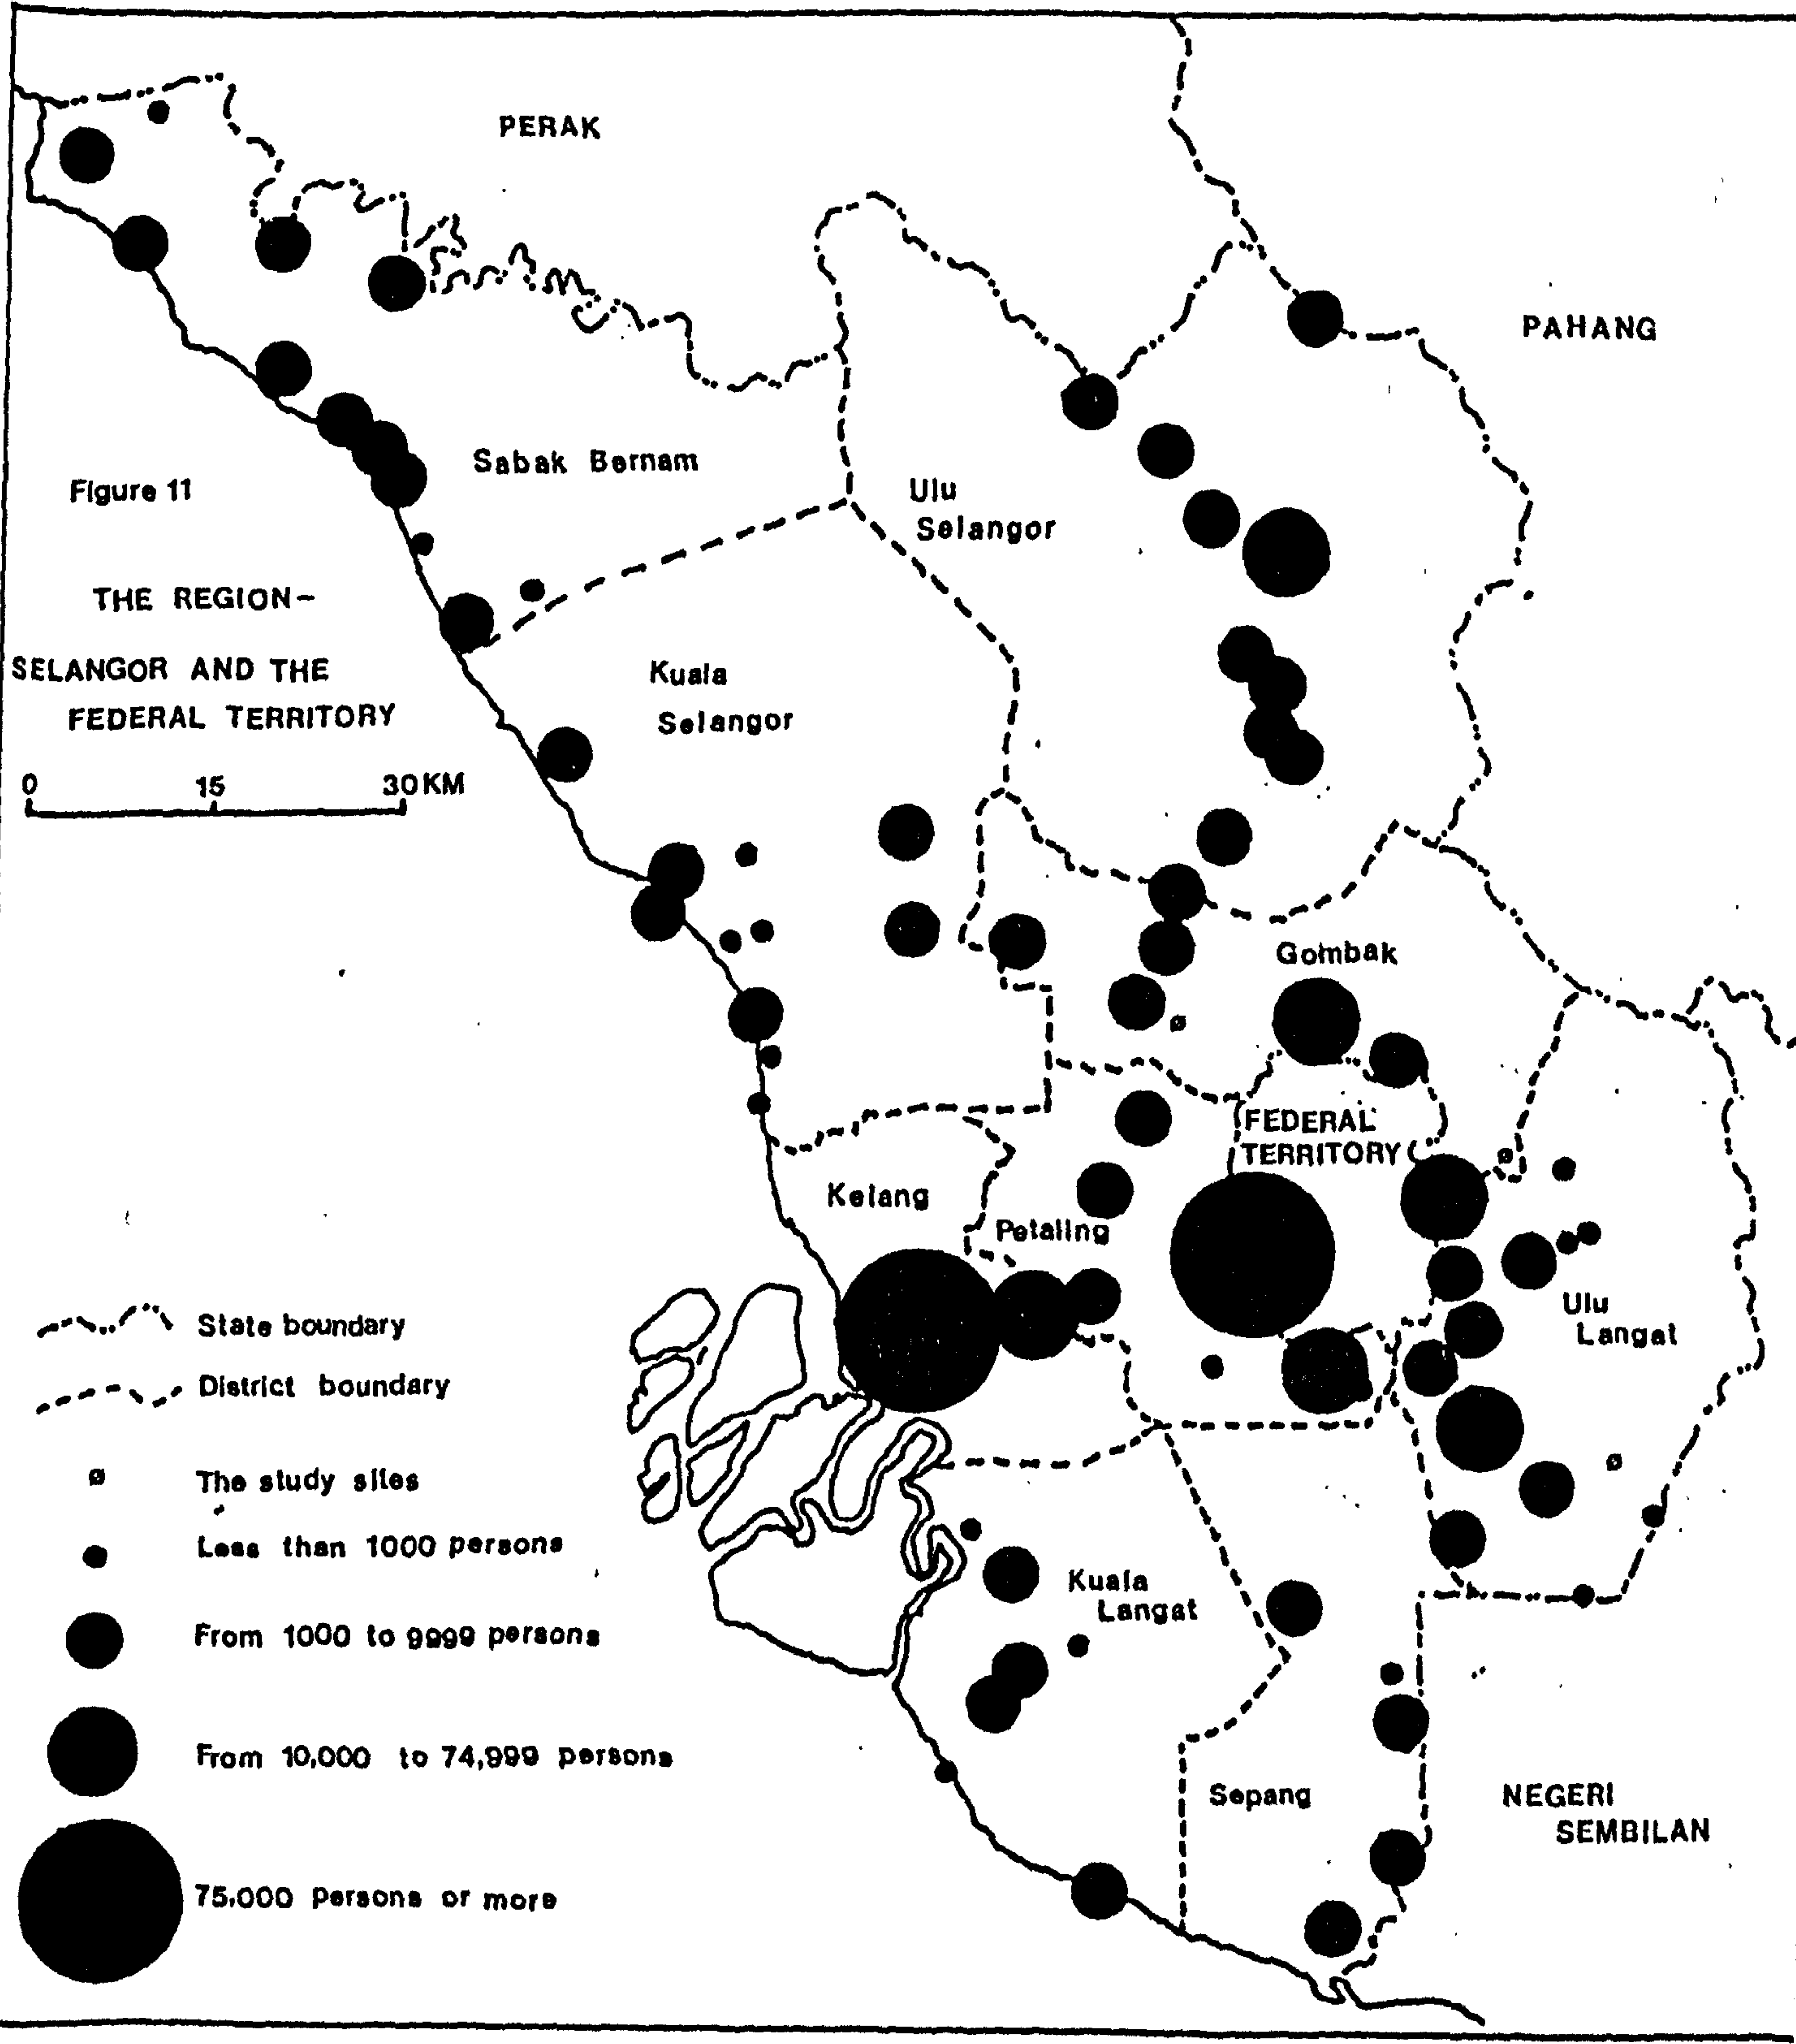 PERAK
PAHANG
Sabak Bernam
Figure 11
Ulu
Selangor
THE REGION-
SELANGOR AND THE
FEDERAL TERRITORY
Kuala
Selangor
0 15 30KM
Gombak
FEDERAL
TERRITORY
Kelang
Petaling
Ulu
Langat
State boundary
District boundary
The study sites
Less than 1000 persons
Kuala
Langat
From 1000 to 9999 persons
From 10,000 to 74,999 persons
Sepang
NEGERI
SEMBILAN
75,000 persons or more